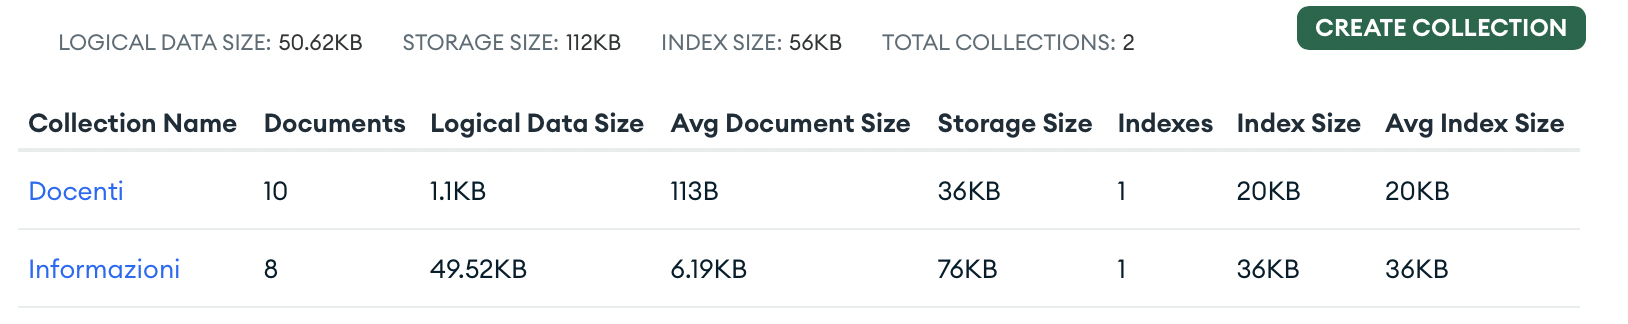 LOGICAL DATA SIZE: 50.62KB STORAGE SIZE: 112KB INDEX SIZE: 56KB TOTAL COLLECTIONS: 2 CREATE COLLECTION
Collection Name Documents Logical Data Size Avg Document Size Storage Size Indexes Index Size Avg Index Size
Docenti 10 1.1KB 113B 36KB 1 20KB 20KB
Informazioni 8 49.52KB 6.19KB 76KB 1 36KB 36KB